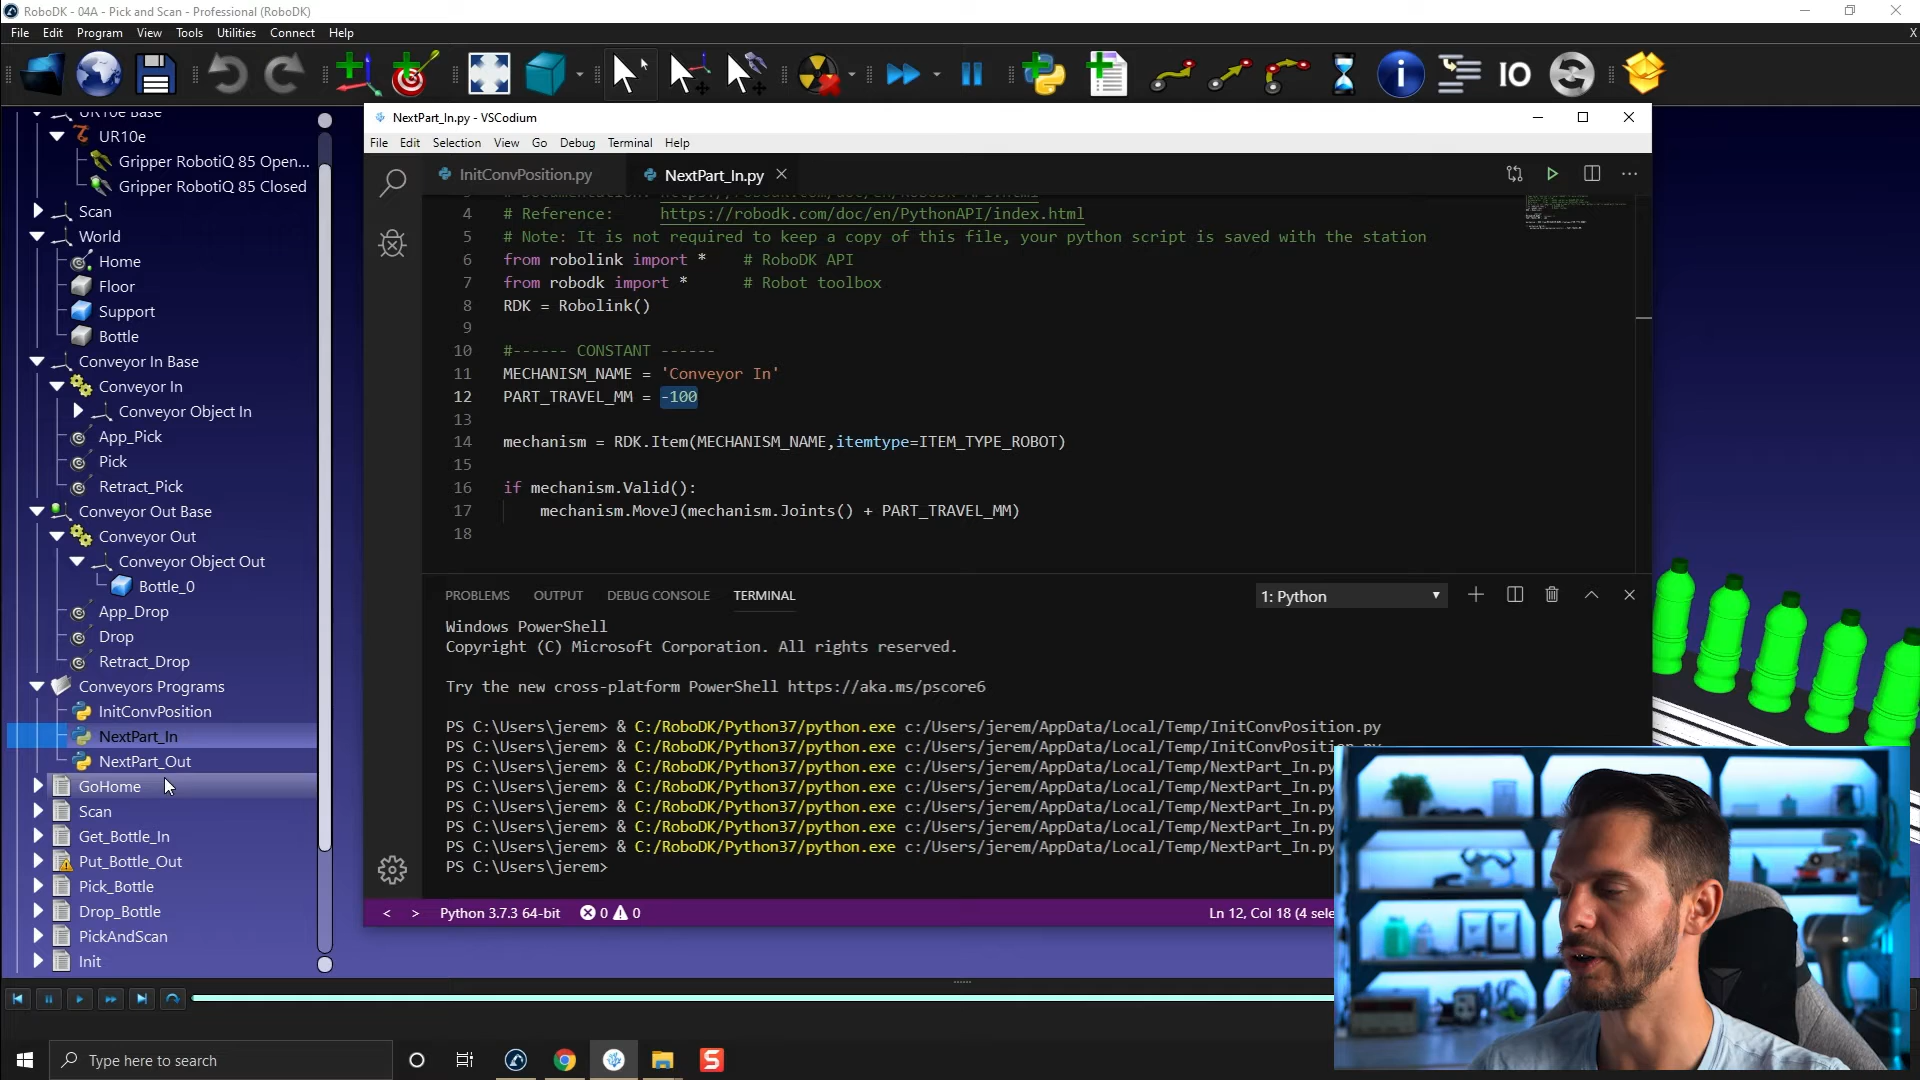 RoboDK - 04A - Pick and Scan - Professional (RoboDK)
File Edit Program View Tools Utilities Connect Help
IO
UR10e Base
UR10e
Gripper RobotiQ 85 Open...
Gripper RobotiQ 85 Closed
Scan
World
Home
Floor
Support
Bottle
Conveyor In Base
Conveyor In
Conveyor Object In
App_Pick
Pick
Retract_Pick
Conveyor Out Base
Conveyor Out
Conveyor Object Out
Bottle_0
App_Drop
Drop
Retract_Drop
Conveyors Programs
InitConvPosition
NextPart_In
NextPart_Out
GoHome
Scan
Get_Bottle_In
Put_Bottle_Out
Pick_Bottle
Drop_Bottle
PickAndScan
Init
NextPart_In.py - VSCodium
File Edit Selection View Go Debug Terminal Help
InitConvPosition.py NextPart_In.py
4 # Reference: https://robodk.com/doc/en/PythonAPI/index.html
5 # Note: It is not required to keep a copy of this file, your python script is saved with the station
6 from robolink import * # RoboDK API
7 from robodk import * # Robot toolbox
8 RDK = Robolink()
9
10 #------ CONSTANT ------
11 MECHANISM_NAME = 'Conveyor In'
12 PART_TRAVEL_MM = -100
13
14 mechanism = RDK.Item(MECHANISM_NAME,itemtype=ITEM_TYPE_ROBOT)
15
16 if mechanism.Valid():
17 mechanism.MoveJ(mechanism.Joints() + PART_TRAVEL_MM)
18
PROBLEMS OUTPUT DEBUG CONSOLE TERMINAL 1: Python
Windows PowerShell
Copyright (C) Microsoft Corporation. All rights reserved.
Try the new cross-platform PowerShell https://aka.ms/pscore6
PS C:\Users\jerem> & C:/RoboDK/Python37/python.exe c:/Users/jerem/AppData/Local/Temp/InitConvPosition.py
PS C:\Users\jerem> & C:/RoboDK/Python37/python.exe c:/Users/jerem/AppData/Local/Temp/InitConvPosition.py
PS C:\Users\jerem> & C:/RoboDK/Python37/python.exe c:/Users/jerem/AppData/Local/Temp/NextPart_In.py
PS C:\Users\jerem> & C:/RoboDK/Python37/python.exe c:/Users/jerem/AppData/Local/Temp/NextPart_In.py
PS C:\Users\jerem> & C:/RoboDK/Python37/python.exe c:/Users/jerem/AppData/Local/Temp/NextPart_In.py
PS C:\Users\jerem> & C:/RoboDK/Python37/python.exe c:/Users/jerem/AppData/Local/Temp/NextPart_In.py
PS C:\Users\jerem> & C:/RoboDK/Python37/python.exe c:/Users/jerem/AppData/Local/Temp/NextPart_In.py
PS C:\Users\jerem>
Python 3.7.3 64-bit 0 0 Ln 12, Col 18 (4 sele
Type here to search